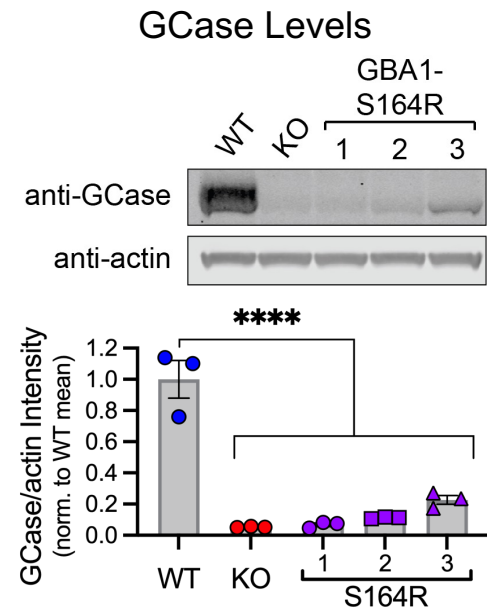 GCase Levels
GBA1-
S164R
WT KO 1 2 3
anti-GCase
anti-actin
****
GCase/actin Intensity
(norm. to WT mean)
1.2
1.0
0.8
0.6
0.4
0.2
0.0
1 2 3
WT KO
S164R